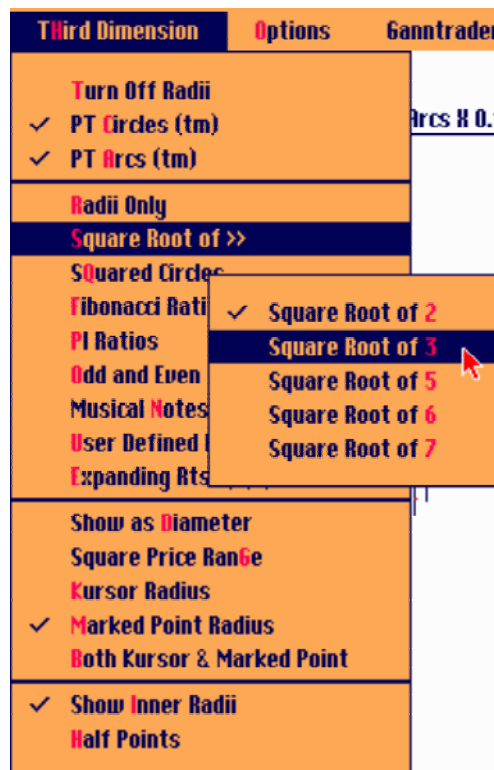 THird Dimension Options Ganntrader
Turn Off Radii
✓ PT Circles (tm)
Arcs X 0.
✓ PT Arcs (tm)
Radii Only
Square Root of >>
SQuared Circles
Fibonacci Rati
✓ Square Root of 2
PI Ratios
Square Root of 3
Odd and Even
Square Root of 5
Musical Notes
Square Root of 6
User Defined
Square Root of 7
Expanding Rts
Show as Diameter
Square Price RanGe
Kursor Radius
✓ Marked Point Radius
Both Kursor & Marked Point
✓ Show Inner Radii
Half Points